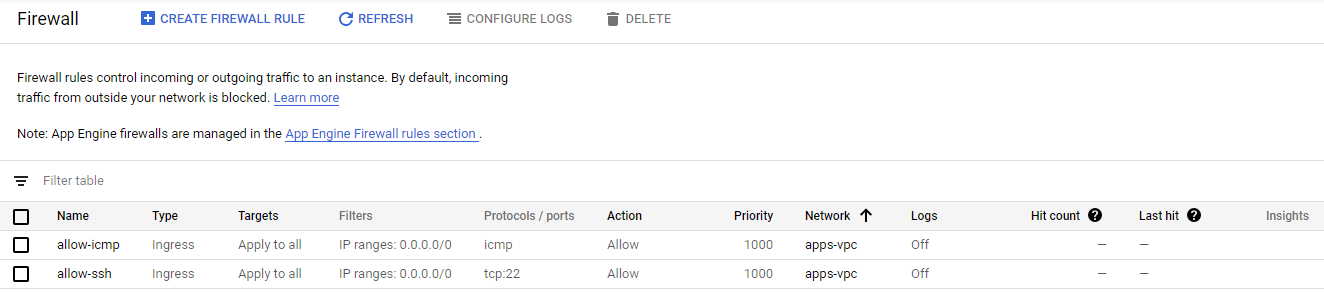 Firewall CREATE FIREWALL RULE REFRESH CONFIGURE LOGS DELETE
Firewall rules control incoming or outgoing traffic to an instance. By default, incoming
traffic from outside your network is blocked. Learn more
Note: App Engine firewalls are managed in the App Engine Firewall rules section .
Filter table
Name Type Targets Filters Protocols / ports Action Priority Network Logs Hit count ? Last hit ? Insights
allow-icmp Ingress Apply to all IP ranges: 0.0.0.0/0 icmp Allow 1000 apps-vpc Off — —
allow-ssh Ingress Apply to all IP ranges: 0.0.0.0/0 tcp:22 Allow 1000 apps-vpc Off — —